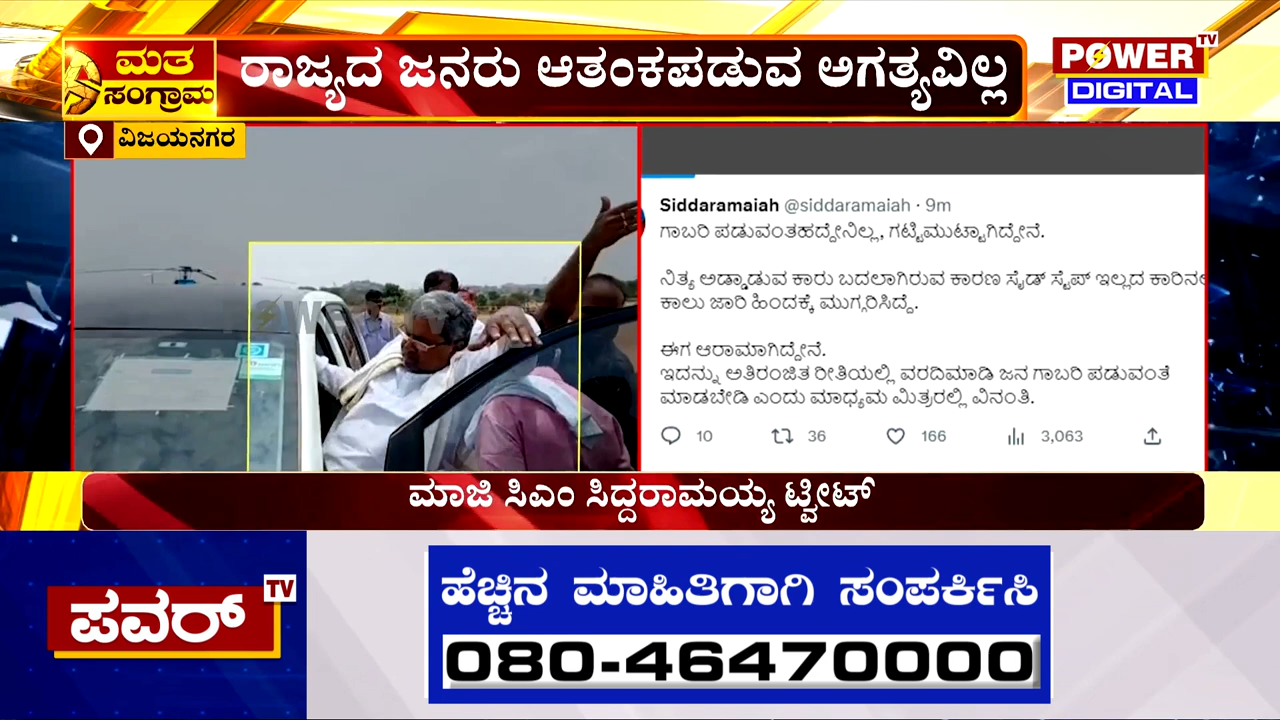 ಮತ
ಸಂಗ್ರಾಮ
ರಾಜ್ಯದ ಜನರು ಆತಂಕಪಡುವ ಅಗತ್ಯವಿಲ್ಲ
POWER TV
DIGITAL
ವಿಜಯನಗರ
Siddaramaiah @siddaramaiah · 9m
ಗಾಬರಿ ಪಡುವಂತಹದ್ದೇನಿಲ್ಲ, ಗಟ್ಟಿಮುಟ್ಟಾಗಿದ್ದೇನೆ.
ನಿತ್ಯ ಅಡ್ಡಾಡುವ ಕಾರು ಬದಲಾಗಿರುವ ಕಾರಣ ಸೈಡ್ ಸ್ಟೆಪ್ ಇಲ್ಲದ
ಕಾಲು ಜಾರಿ ಹಿಂದಕ್ಕೆ ಮುಗ್ಗರಿಸಿದ್ದೆ.
ಈಗ ಆರಾಮಾಗಿದ್ದೇನೆ.
ಇದನ್ನು ಅತಿರಂಜಿತ ರೀತಿಯಲ್ಲಿ ವರದಿಮಾಡಿ ಜನ ಗಾಬರಿ ಪಡುವಂತೆ
ಮಾಡಬೇಡಿ ಎಂದು ಮಾಧ್ಯಮ ಮಿತ್ರರಲ್ಲಿ ವಿನಂತಿ.
10 36 166 3,063
ಮಾಜಿ ಸಿಎಂ ಸಿದ್ದರಾಮಯ್ಯ ಟ್ವೀಟ್
ಪವರ್ TV
ಹೆಚ್ಚಿನ ಮಾಹಿತಿಗಾಗಿ ಸಂಪರ್ಕಿಸಿ
080-46470000